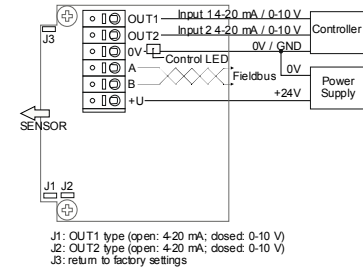 J3
OUT1
Input 1 4-20 mA / 0-10 V
Controller
OUT2
Input 2 4-20 mA / 0-10 V
0V
0V / GND
Control LED
A
Fieldbus
0V
Power
Supply
B
+U
+24V
SENSOR
J1 J2
J1: OUT1 type (open: 4-20 mA; closed: 0-10 V)
J2: OUT2 type (open: 4-20 mA; closed: 0-10 V)
J3: return to factory settings